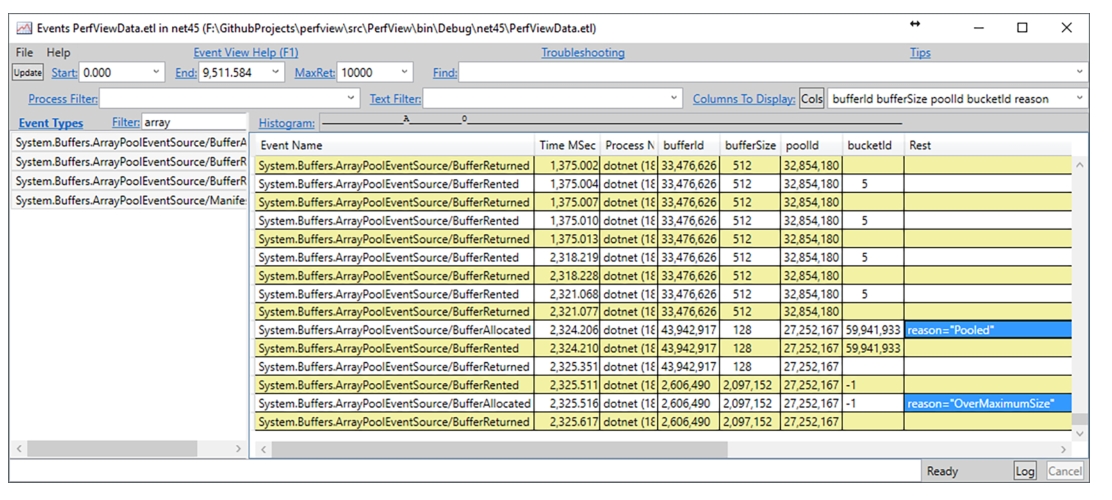 Events PerfViewData.etl in net45 (F:\GithubProjects\perfview\src\PerfView\bin\Debug\net45\PerfViewData.etl)
File Help Event View Help (F1) Troubleshooting Tips
Update Start: 0.000 End: 9,511.584 MaxRet: 10000 Find:
Process Filter: Text Filter: Columns To Display: Cols bufferId bufferSize poolId bucketId reason
Event Types Filter: array Histogram: A 0
System.Buffers.ArrayPoolEventSource/BufferA
System.Buffers.ArrayPoolEventSource/BufferR
System.Buffers.ArrayPoolEventSource/BufferR
System.Buffers.ArrayPoolEventSource/Manife
Event Name Time MSec Process N bufferId bufferSize poolId bucketId Rest
System.Buffers.ArrayPoolEventSource/BufferReturned 1,375.002 dotnet (18 33,476,626 512 32,854,180
System.Buffers.ArrayPoolEventSource/BufferRented 1,375.004 dotnet (18 33,476,626 512 32,854,180 5
System.Buffers.ArrayPoolEventSource/BufferReturned 1,375.007 dotnet (18 33,476,626 512 32,854,180
System.Buffers.ArrayPoolEventSource/BufferRented 1,375.010 dotnet (18 33,476,626 512 32,854,180 5
System.Buffers.ArrayPoolEventSource/BufferReturned 1,375.013 dotnet (18 33,476,626 512 32,854,180
System.Buffers.ArrayPoolEventSource/BufferRented 2,318.219 dotnet (18 33,476,626 512 32,854,180 5
System.Buffers.ArrayPoolEventSource/BufferReturned 2,318.228 dotnet (18 33,476,626 512 32,854,180
System.Buffers.ArrayPoolEventSource/BufferRented 2,321.068 dotnet (18 33,476,626 512 32,854,180 5
System.Buffers.ArrayPoolEventSource/BufferReturned 2,321.077 dotnet (18 33,476,626 512 32,854,180
System.Buffers.ArrayPoolEventSource/BufferAllocated 2,324.206 dotnet (18 43,942,917 128 27,252,167 59,941,933 reason="Pooled"
System.Buffers.ArrayPoolEventSource/BufferRented 2,324.210 dotnet (18 43,942,917 128 27,252,167 59,941,933
System.Buffers.ArrayPoolEventSource/BufferReturned 2,325.351 dotnet (18 43,942,917 128 27,252,167
System.Buffers.ArrayPoolEventSource/BufferRented 2,325.511 dotnet (18 2,606,490 2,097,152 27,252,167 -1
System.Buffers.ArrayPoolEventSource/BufferAllocated 2,325.516 dotnet (18 2,606,490 2,097,152 27,252,167 -1 reason="OverMaximumSize"
System.Buffers.ArrayPoolEventSource/BufferReturned 2,325.617 dotnet (18 2,606,490 2,097,152 27,252,167
Ready Log Cancel